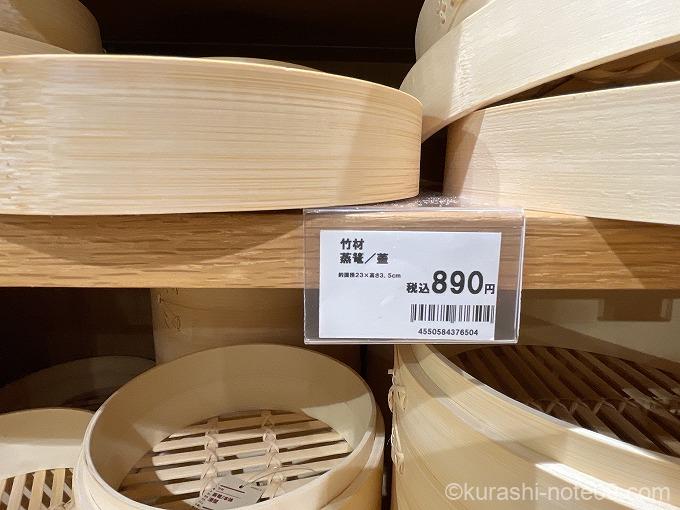 竹材
蒸篭／蓋
約直径23×高さ3.5cm
税込890円
4550584376504
©kurashi-note69.com